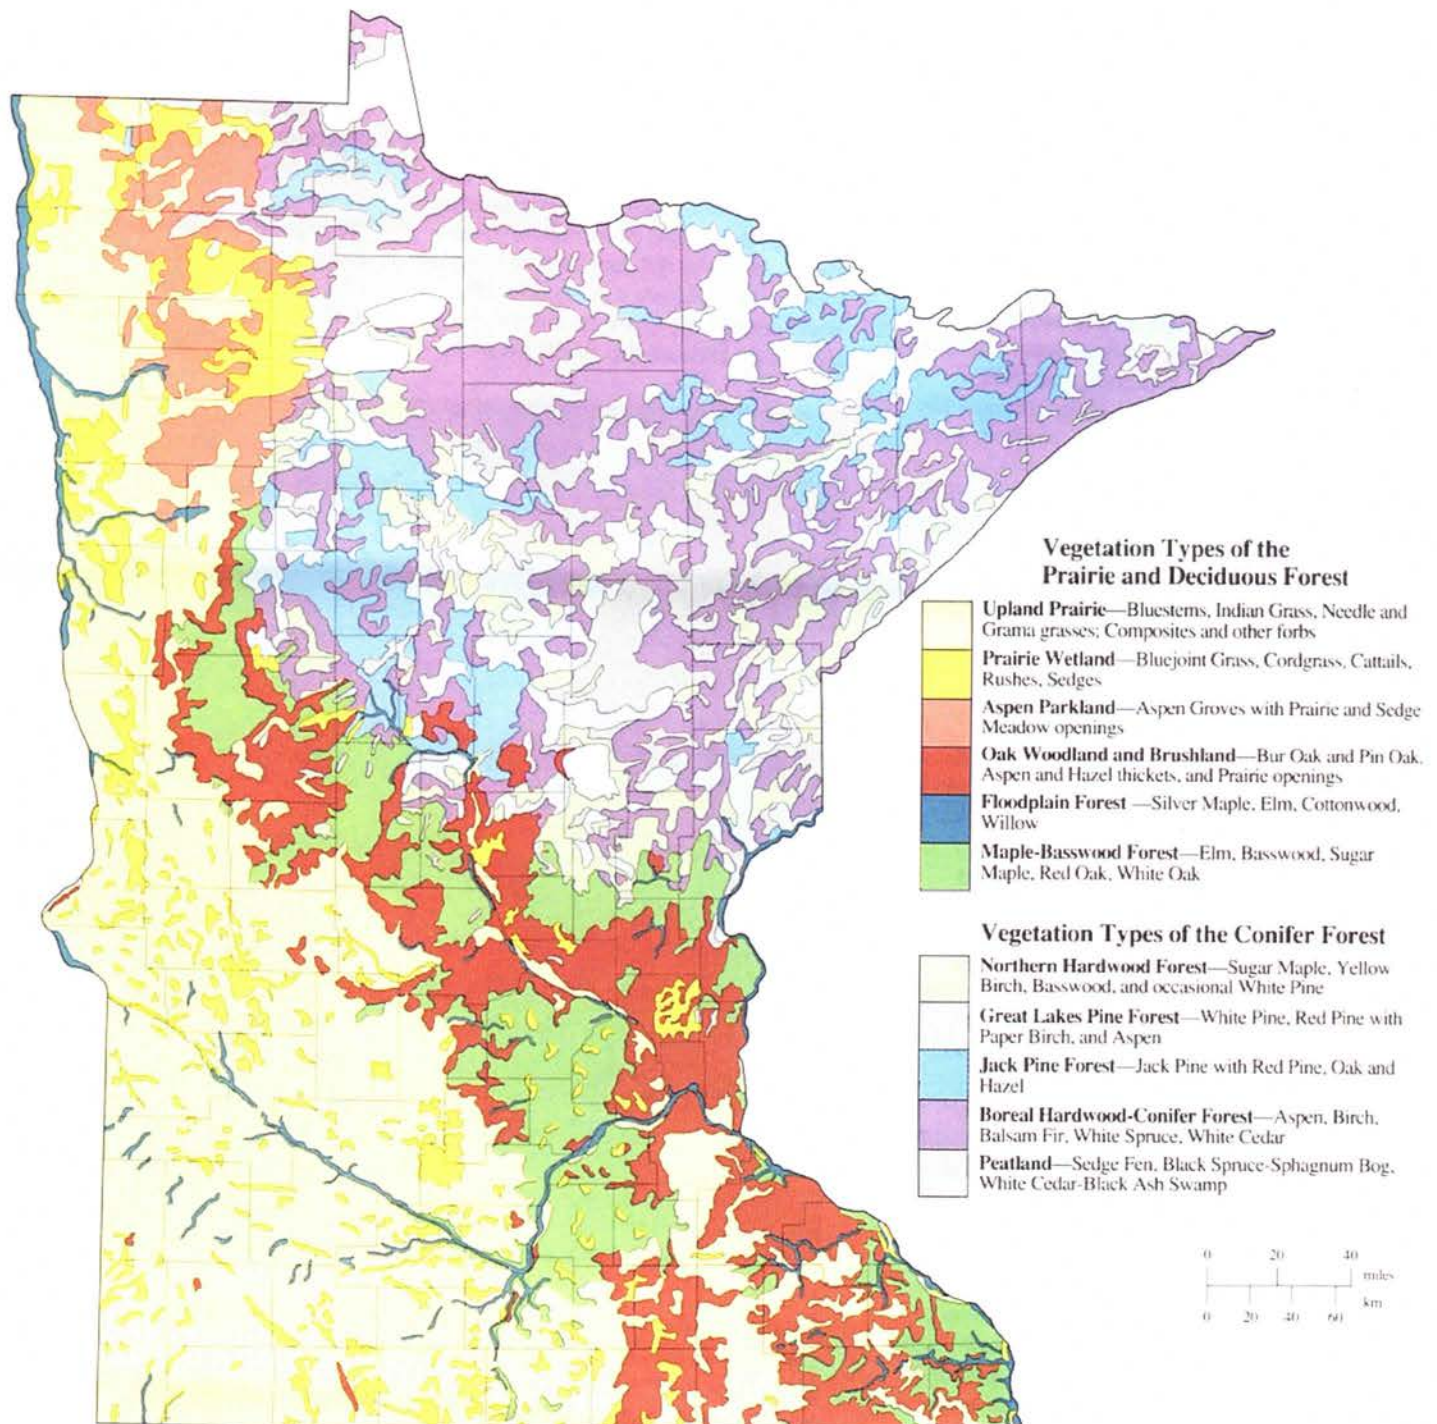 Vegetation Types of the
Prairie and Deciduous Forest
Upland Prairie—Bluestems, Indian Grass, Needle and
Grama grasses; Composites and other forbs
Prairie Wetland—Bluejoint Grass, Cordgrass, Cattails,
Rushes, Sedges
Aspen Parkland—Aspen Groves with Prairie and Sedge
Meadow openings
Oak Woodland and Brushland—Bur Oak and Pin Oak,
Aspen and Hazel thickets, and Prairie openings
Floodplain Forest —Silver Maple, Elm, Cottonwood,
Willow
Maple-Basswood Forest—Elm, Basswood, Sugar
Maple, Red Oak, White Oak
Vegetation Types of the Conifer Forest
Northern Hardwood Forest—Sugar Maple, Yellow
Birch, Basswood, and occasional White Pine
Great Lakes Pine Forest—White Pine, Red Pine with
Paper Birch, and Aspen
Jack Pine Forest—Jack Pine with Red Pine, Oak and
Hazel
Boreal Hardwood-Conifer Forest—Aspen, Birch,
Balsam Fir, White Spruce, White Cedar
Peatland—Sedge Fen, Black Spruce-Sphagnum Bog,
White Cedar-Black Ash Swamp
0 20 40
miles
km
0 20 40 60